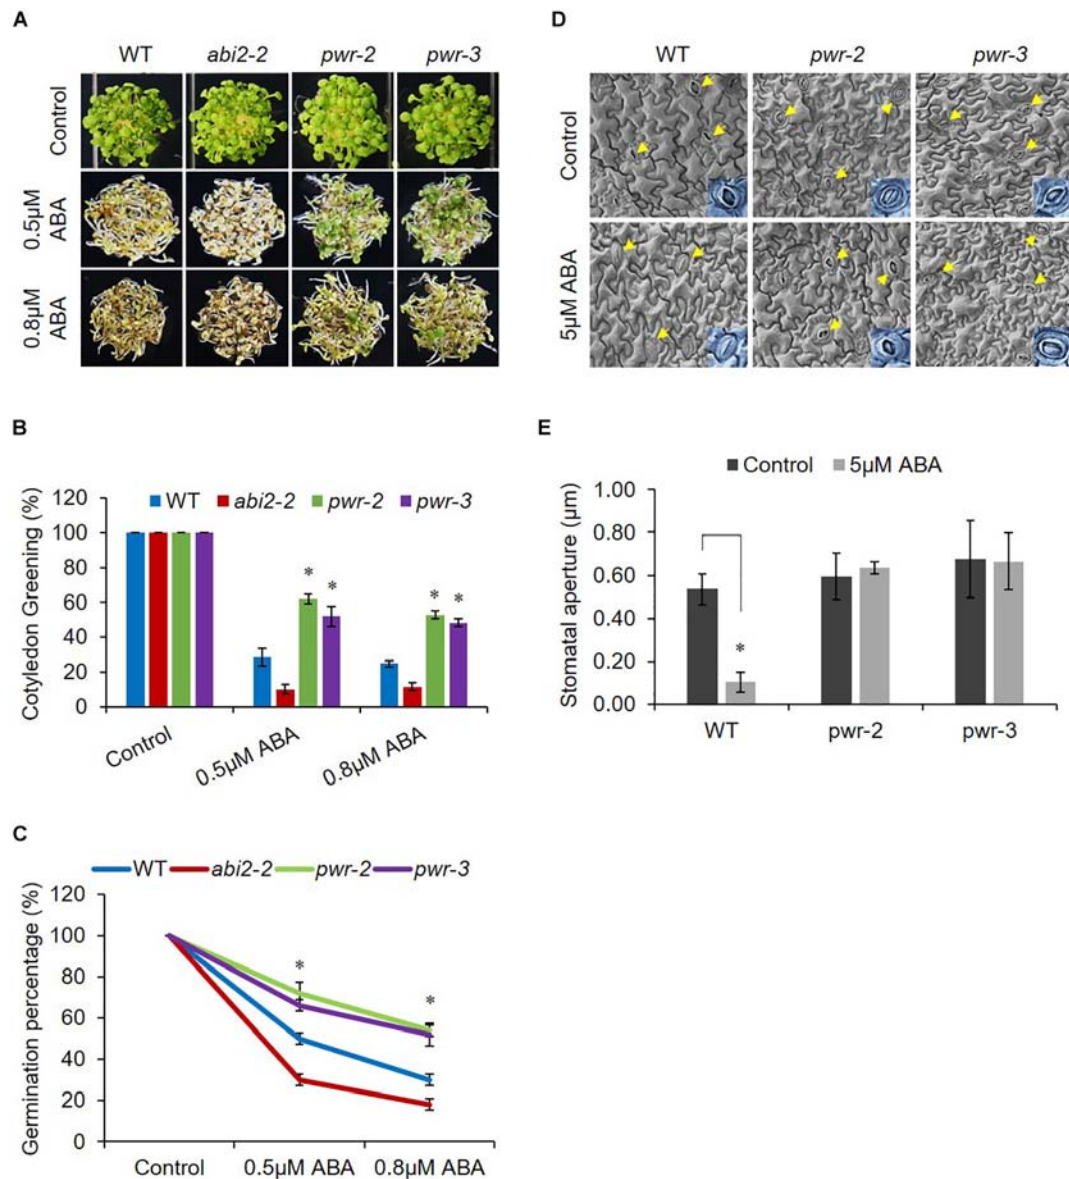 A
WT abi2-2 pwr-2 pwr-3
Control
0.5µM
ABA
0.8µM
ABA
B
WT abi2-2 pwr-2 pwr-3
Cotyledon Greening (%)
120
100
80
60
40
20
0
* * * *
Control 0.5µM ABA 0.8µM ABA
C
WT abi2-2 pwr-2 pwr-3
Germination percentage (%)
120
100
80
60
40
20
0
* *
Control 0.5µM ABA 0.8µM ABA
D
WT pwr-2 pwr-3
Control
5µM ABA
E
Control 5µM ABA
Stomatal aperture (µm)
1.00
0.80
0.60
0.40
0.20
0.00
*
WT pwr-2 pwr-3